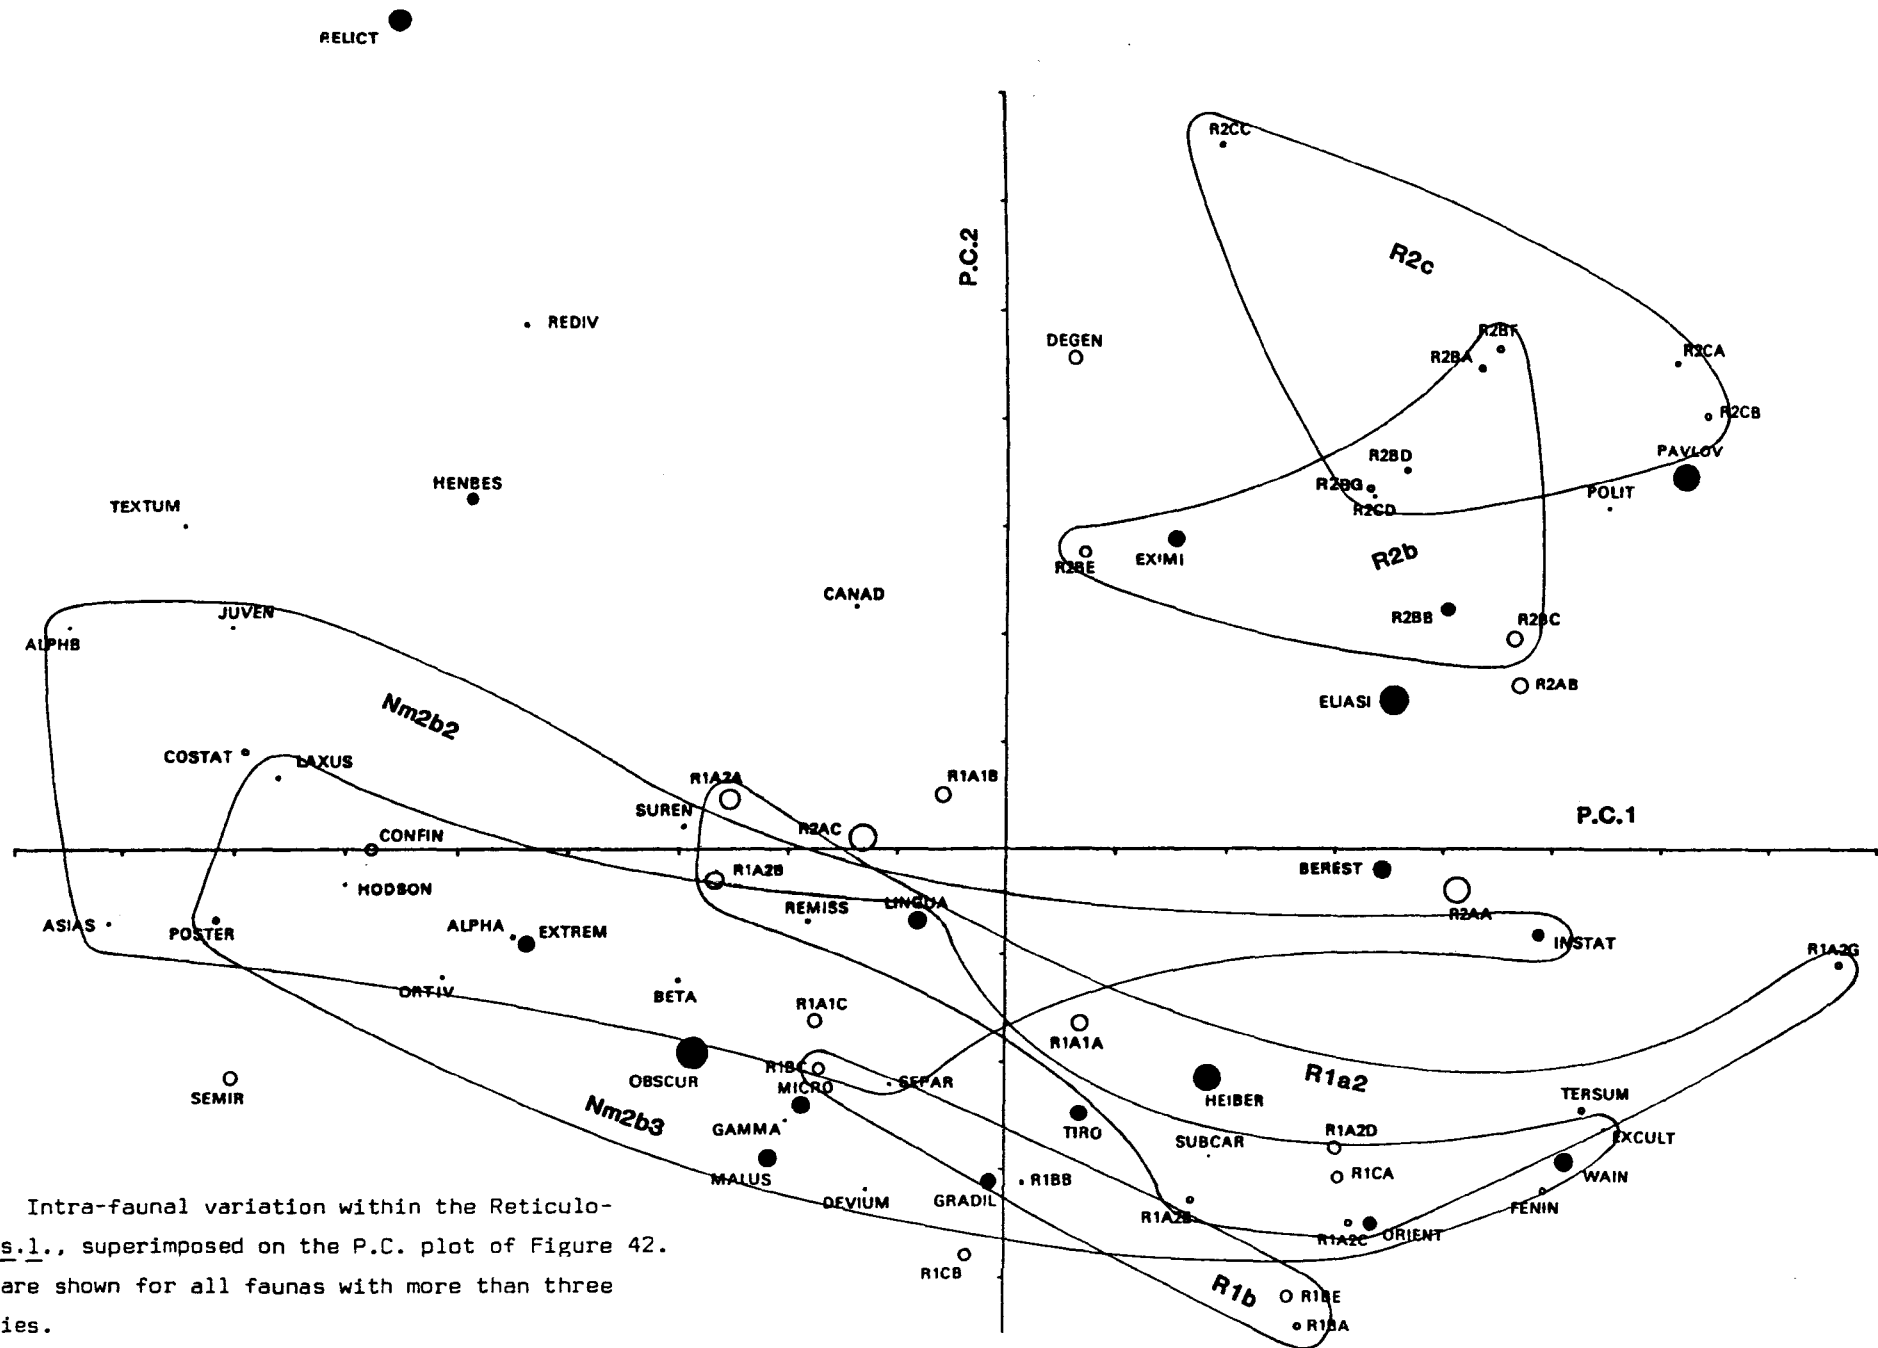 RELICT
R2CC
P.C.2
R2c
REDIV
DEGEN
R2BF
R2BA
R2CA
R2CB
PAVLOV
R2BD
HENBES
R2BG
POLIT
TEXTUM
R2CD
R2b
EXIMI
R2BE
CANAD
JUVEN
R2BB
R2BC
ALPHB
R2AB
ELIASI
Nm2b2
COSTAT
LAXUS
R1A2A
R1A1B
SUREN
P.C.1
R2AC
CONFIN
R1A2B
BEREST
HODSON
LINGUA
REMISS
R2AA
ASIAS
POSTER
ALPHA
EXTREM
INSTAT
R1A2G
ORTIV
BETA
R1A1C
R1A1A
R1BC
OBSCUR
MICRO
SEPAR
R1a2
SEMIR
HEIBER
TERSUM
Nm2b3
GAMMA
TIRO
SUBCAR
R1A2D
EXCULT
MALUS
R1BB
R1CA
WAIN
DEVIUM
GRADIL
FENIN
R1A2C
ORIENT
R1CB
R1b
R1BE
R1BA
Intra-faunal variation within the Reticulo-
s.l., superimposed on the P.C. plot of Figure 42.
are shown for all faunas with more than three
ies.